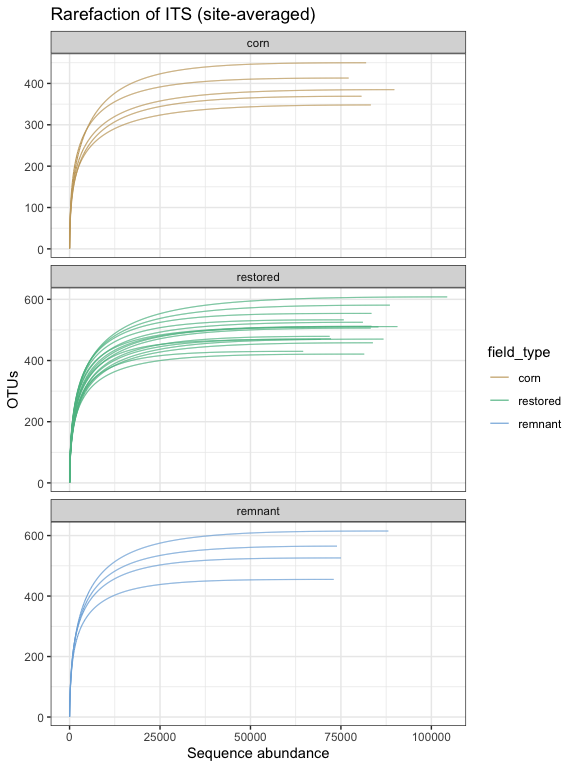 Rarefaction of ITS (site-averaged)
corn
400
300
200
100
0
restored
600
400
200
0
remnant
600
400
200
0
0 25000 50000 75000 100000
Sequence abundance
OTUs
field_type
corn
restored
remnant